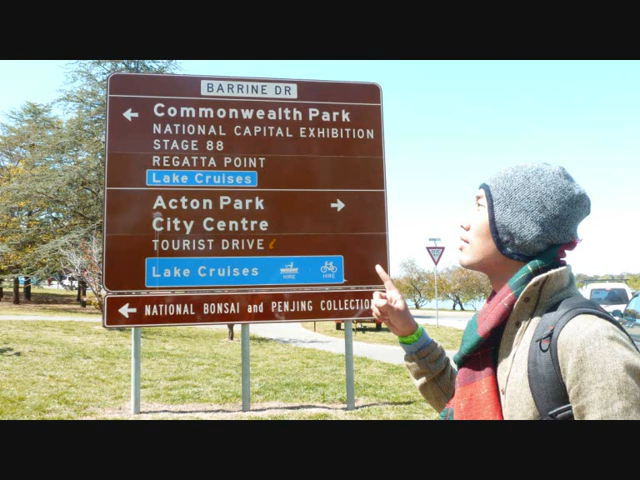 BARRINE DR
Commonwealth Park
NATIONAL CAPITAL EXHIBITION
STAGE 88
REGATTA POINT
Lake Cruises
Acton Park
City Centre
TOURIST DRIVE
Lake Cruises
NATIONAL BONSAI and PENJING COLLECTION